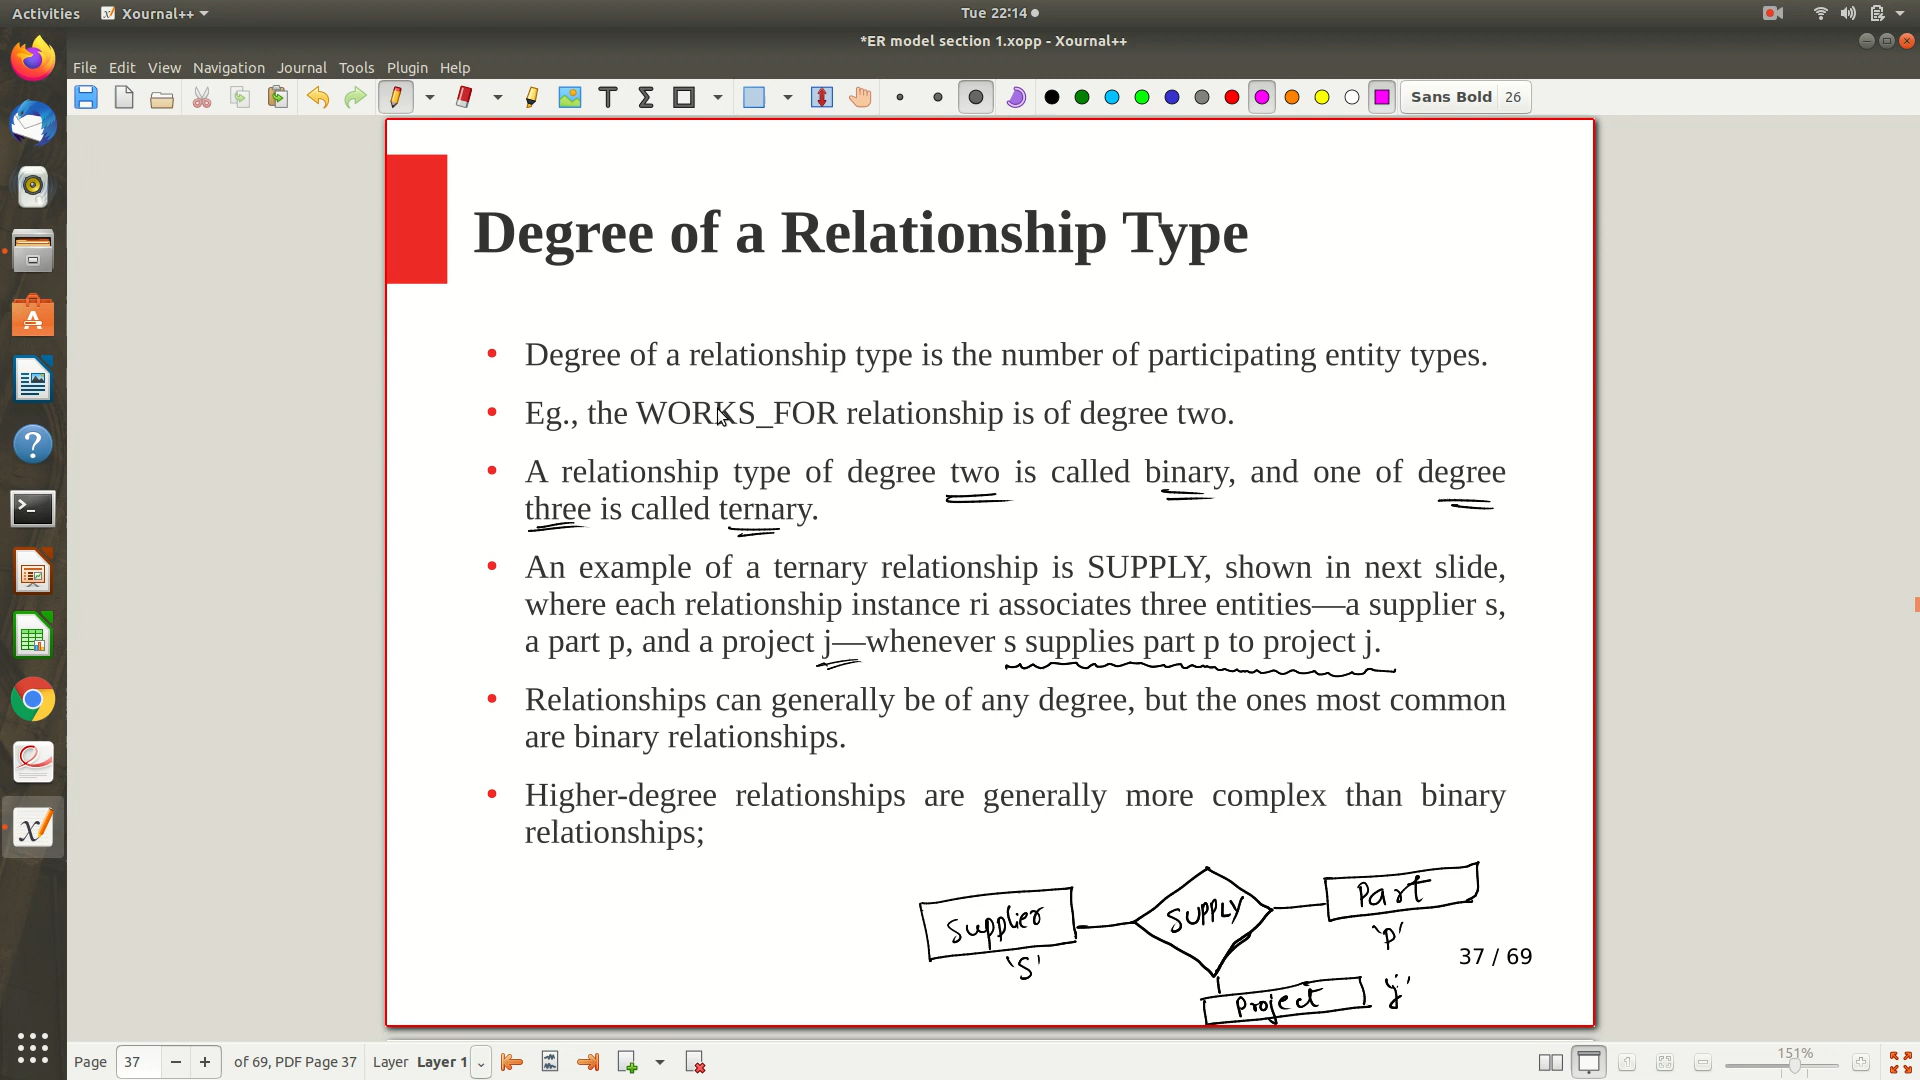 Activities Xournal++ Tue 22:14
*ER model section 1.xopp - Xournal++
File Edit View Navigation Journal Tools Plugin Help
Sans Bold 26
Degree of a Relationship Type
• Degree of a relationship type is the number of participating entity types.
• Eg., the WORKS_FOR relationship is of degree two.
• A relationship type of degree two is called binary, and one of degree
three is called ternary.
• An example of a ternary relationship is SUPPLY, shown in next slide,
where each relationship instance ri associates three entities—a supplier s,
a part p, and a project j—whenever s supplies part p to project j.
• Relationships can generally be of any degree, but the ones most common
are binary relationships.
• Higher-degree relationships are generally more complex than binary
relationships;
Supplier SUPPLY Part
'S' 'P'
37 / 69
Project 'j'
Page 37 of 69, PDF Page 37 Layer Layer 1 151%